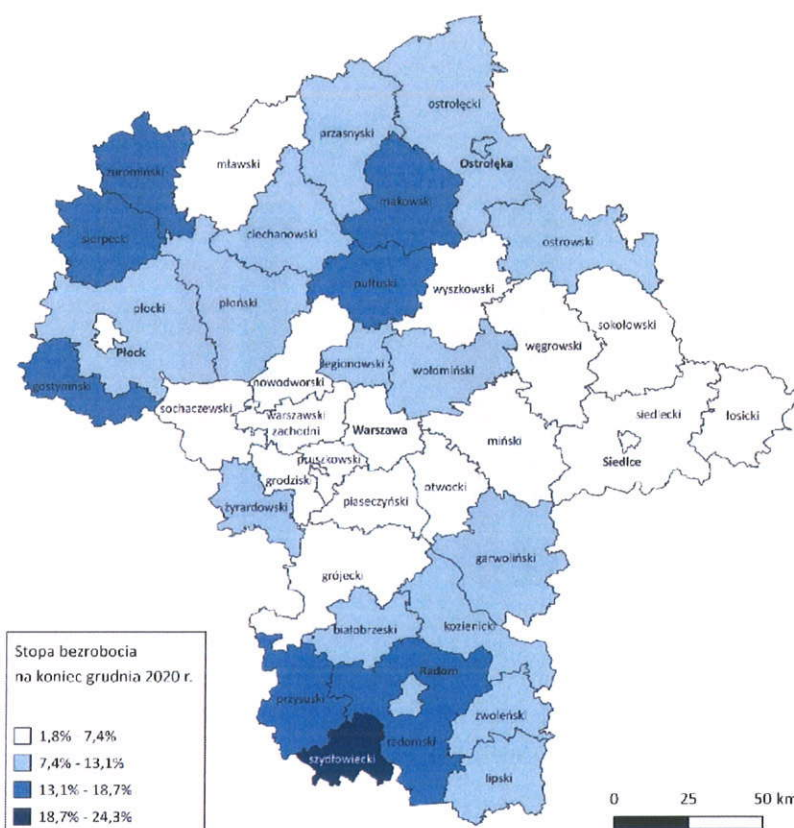 ostrołęcki
przasnyski
mławski
Ostrołęka
żuromiński
makowski
sierpecki
ciechanowski
ostrowski
pułtuski
wyszkowski
płocki
płoński
sokołowski
węgrowski
Płock
legionowski
wołomiński
gostyniński
nowodworski
sochaczewski
warszawski
zachodni
Warszawa
siedlecki
łosicki
miński
Siedlce
pruszkowski
grodziski
otwocki
piaseczyński
żyrardowski
garwoliński
grójecki
białobrzeski
kozienicki
Radom
przysuski
zwoleński
radomski
szydłowiecki
lipski
Stopa bezrobocia
na koniec grudnia 2020 r.
1,8% - 7,4%
7,4% - 13,1%
13,1% - 18,7%
18,7% - 24,3%
0 25 50 km